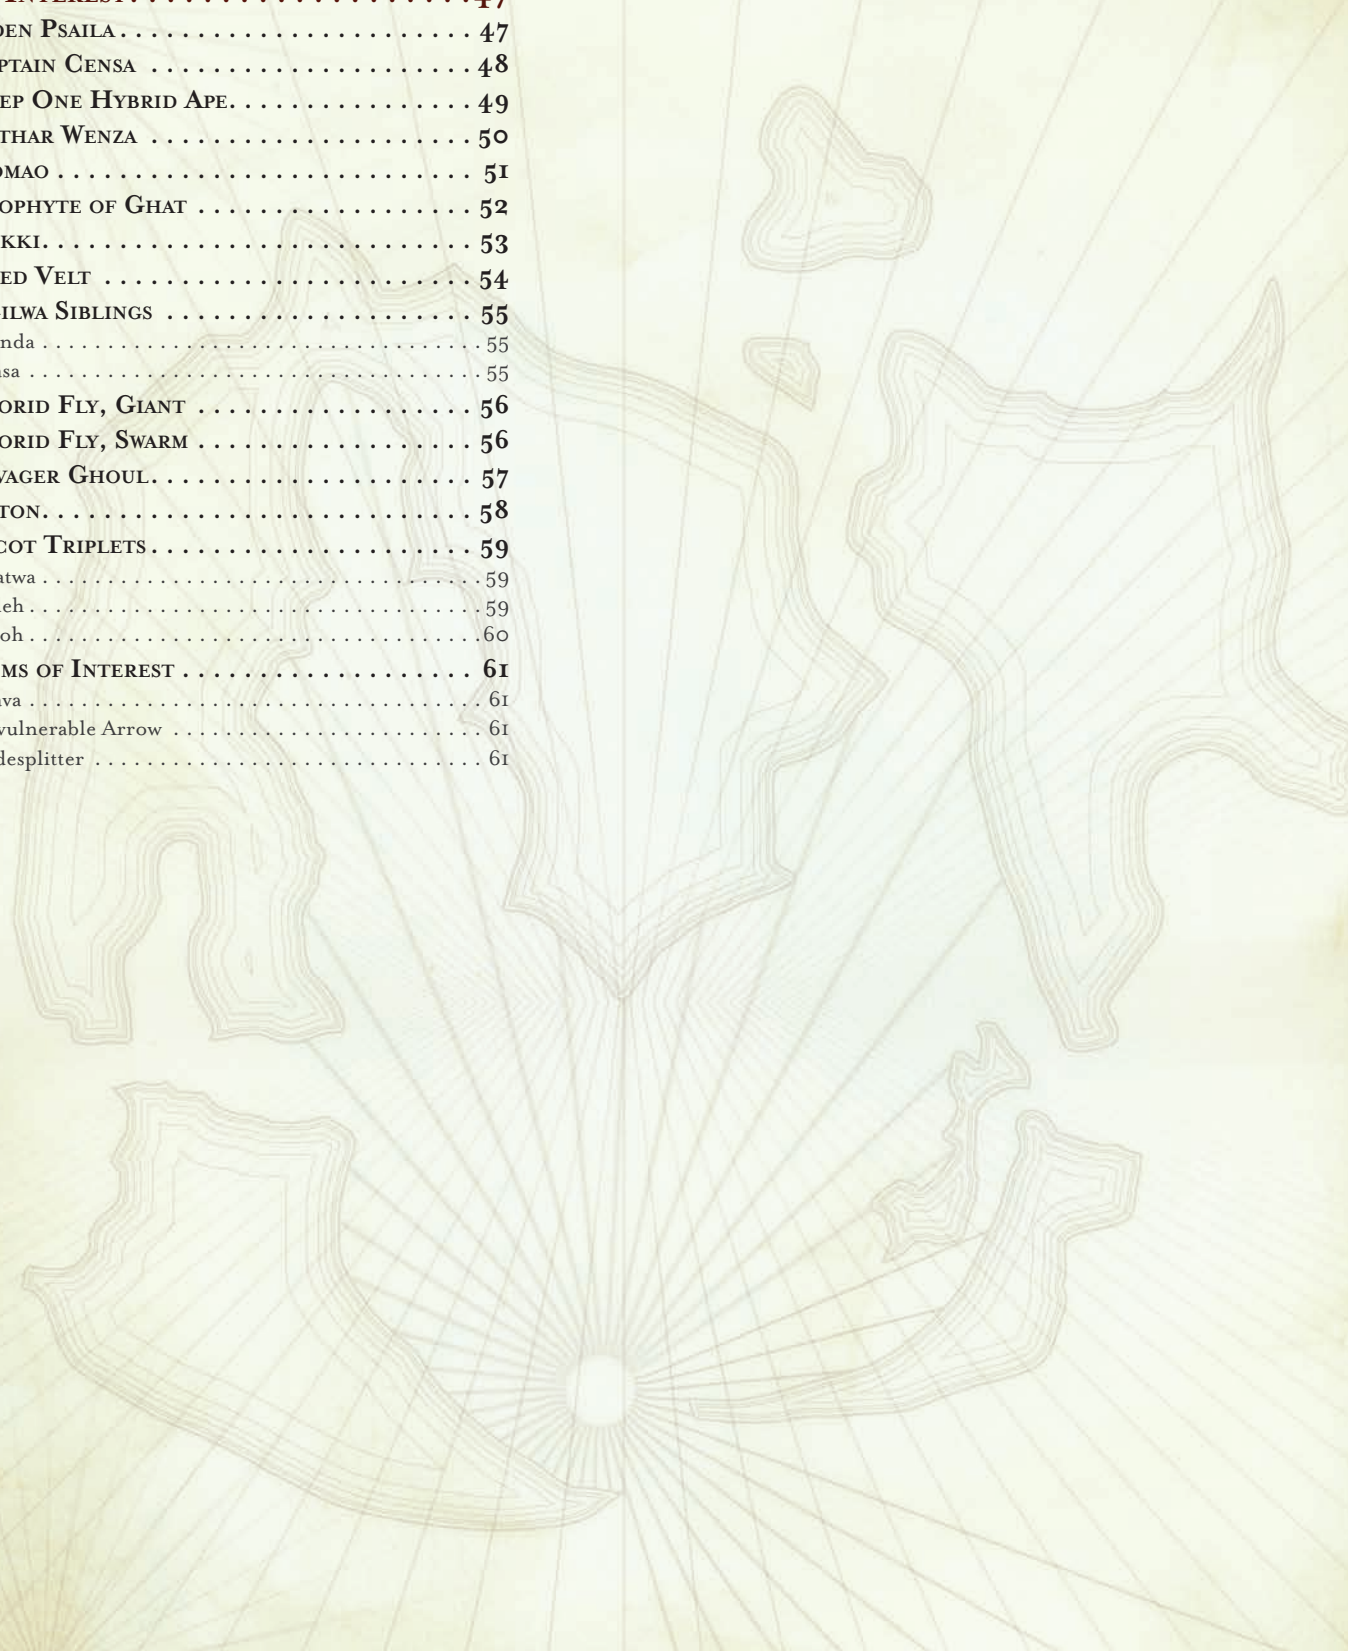 Interest. . . . . . . . . . . . . . . . . . . . . . . 47
den Psaila. . . . . . . . . . . . . . . . . . . . . . . 47
ptain Censa . . . . . . . . . . . . . . . . . . . . . 48
ep One Hybrid Ape. . . . . . . . . . . . . . . . 49
thar Wenza . . . . . . . . . . . . . . . . . . . . . 50
omao . . . . . . . . . . . . . . . . . . . . . . . . . . . 51
ophyte of Ghat . . . . . . . . . . . . . . . . . . 52
kki. . . . . . . . . . . . . . . . . . . . . . . . . . . . 53
ed Velt . . . . . . . . . . . . . . . . . . . . . . . . 54
ilwa Siblings . . . . . . . . . . . . . . . . . . . . 55
nda . . . . . . . . . . . . . . . . . . . . . . . . . . . . . . . . . . 55
sa . . . . . . . . . . . . . . . . . . . . . . . . . . . . . . . . . . . 55
orid Fly, Giant . . . . . . . . . . . . . . . . . . 56
orid Fly, Swarm . . . . . . . . . . . . . . . . . . 56
vager Ghoul. . . . . . . . . . . . . . . . . . . . . 57
ton. . . . . . . . . . . . . . . . . . . . . . . . . . . . 58
cot Triplets. . . . . . . . . . . . . . . . . . . . . 59
atwa . . . . . . . . . . . . . . . . . . . . . . . . . . . . . . . . . . 59
eh . . . . . . . . . . . . . . . . . . . . . . . . . . . . . . . . . . . 59
oh . . . . . . . . . . . . . . . . . . . . . . . . . . . . . . . . . . . 60
ms of Interest . . . . . . . . . . . . . . . . . . . 61
va . . . . . . . . . . . . . . . . . . . . . . . . . . . . . . . . . . . 61
vulnerable Arrow . . . . . . . . . . . . . . . . . . . . . . . . 61
desplitter . . . . . . . . . . . . . . . . . . . . . . . . . . . . . . 61